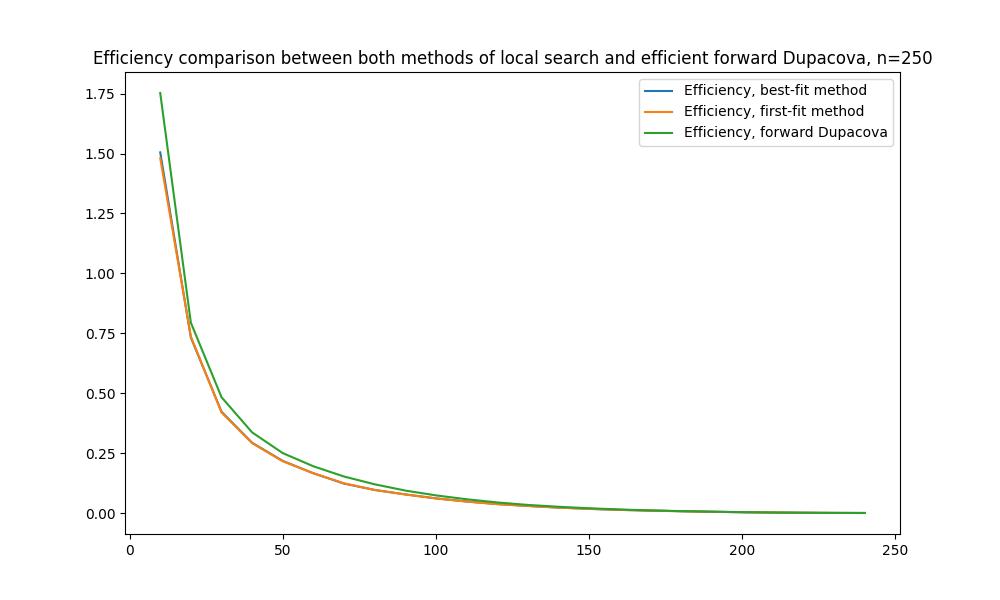 Efficiency comparison between both methods of local search and efficient forward Dupacova, n=250
Efficiency, best-fit method
Efficiency, first-fit method
Efficiency, forward Dupacova
1.75
1.50
1.25
1.00
0.75
0.50
0.25
0.00
0 50 100 150 200 250